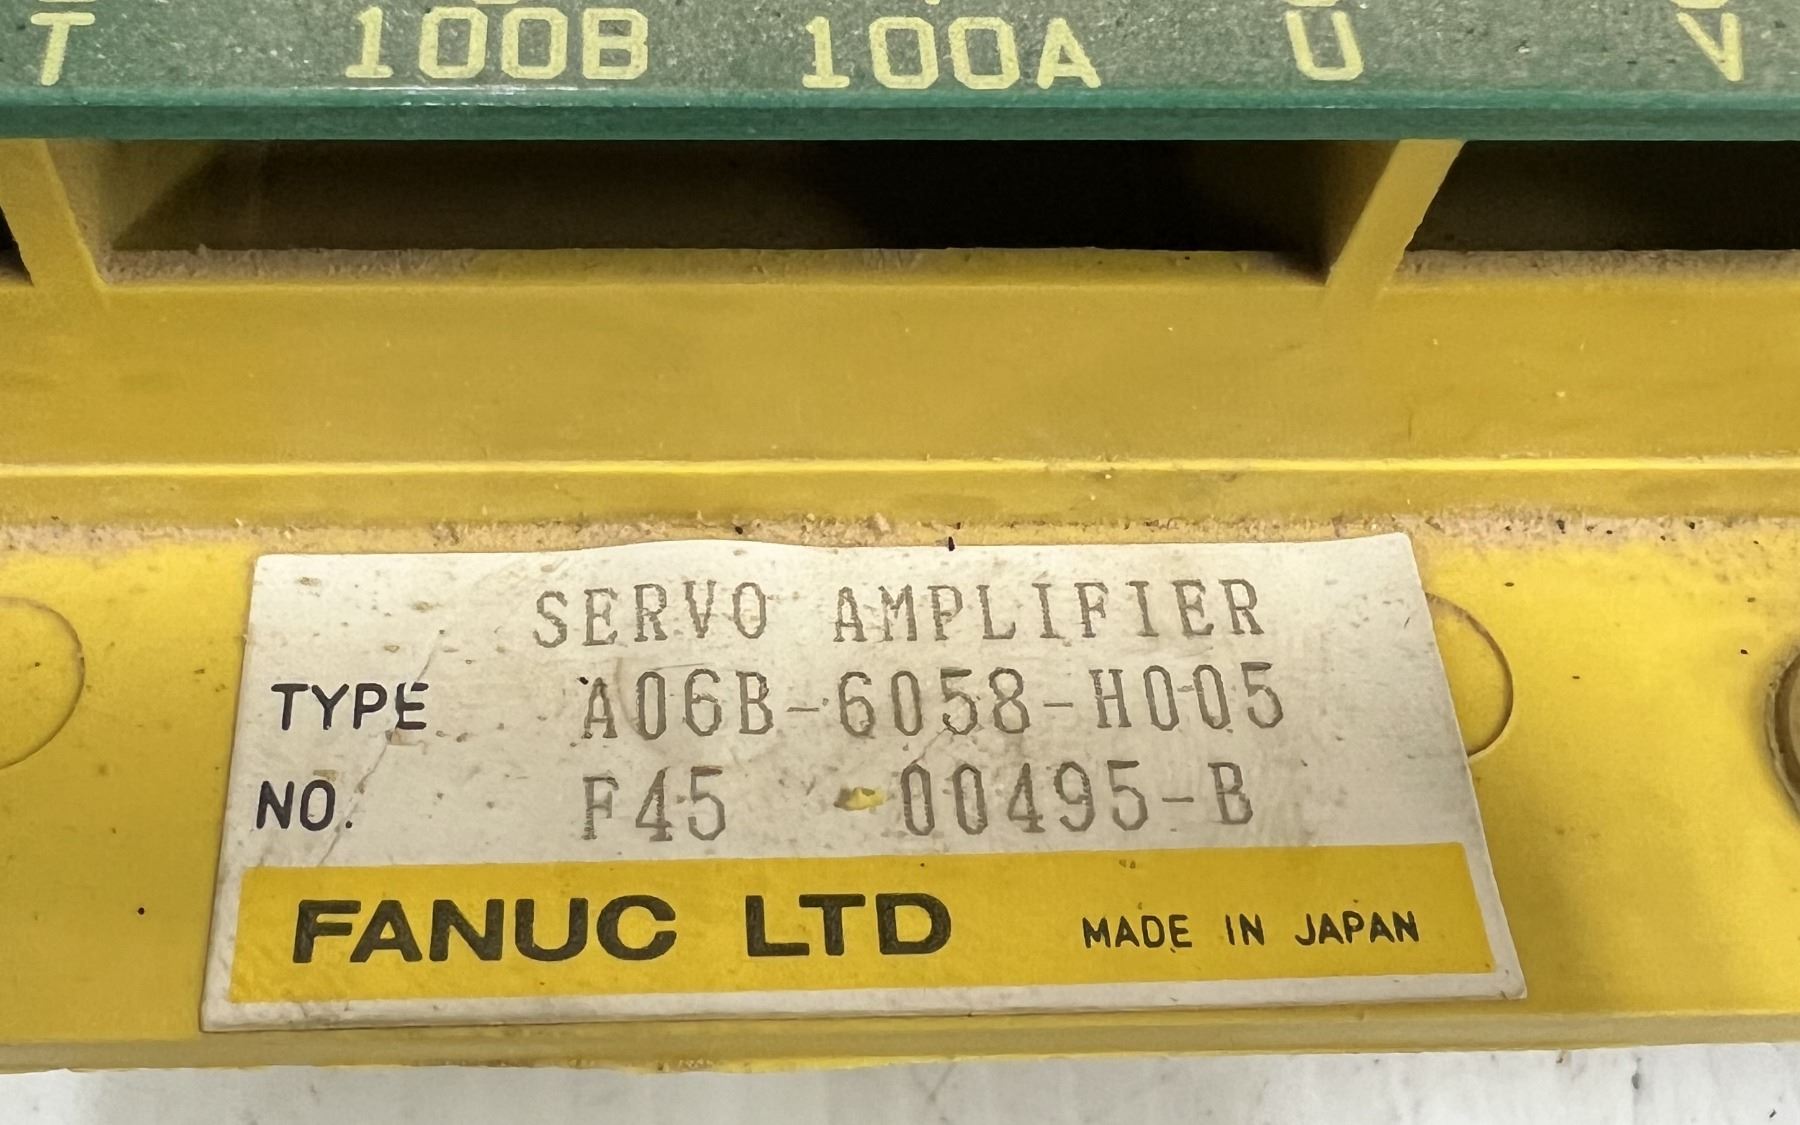 T 100B 100A U V
SERVO AMPLIFIER
TYPE A06B-6058-H005
NO. F45 -00495-B
FANUC LTD MADE IN JAPAN